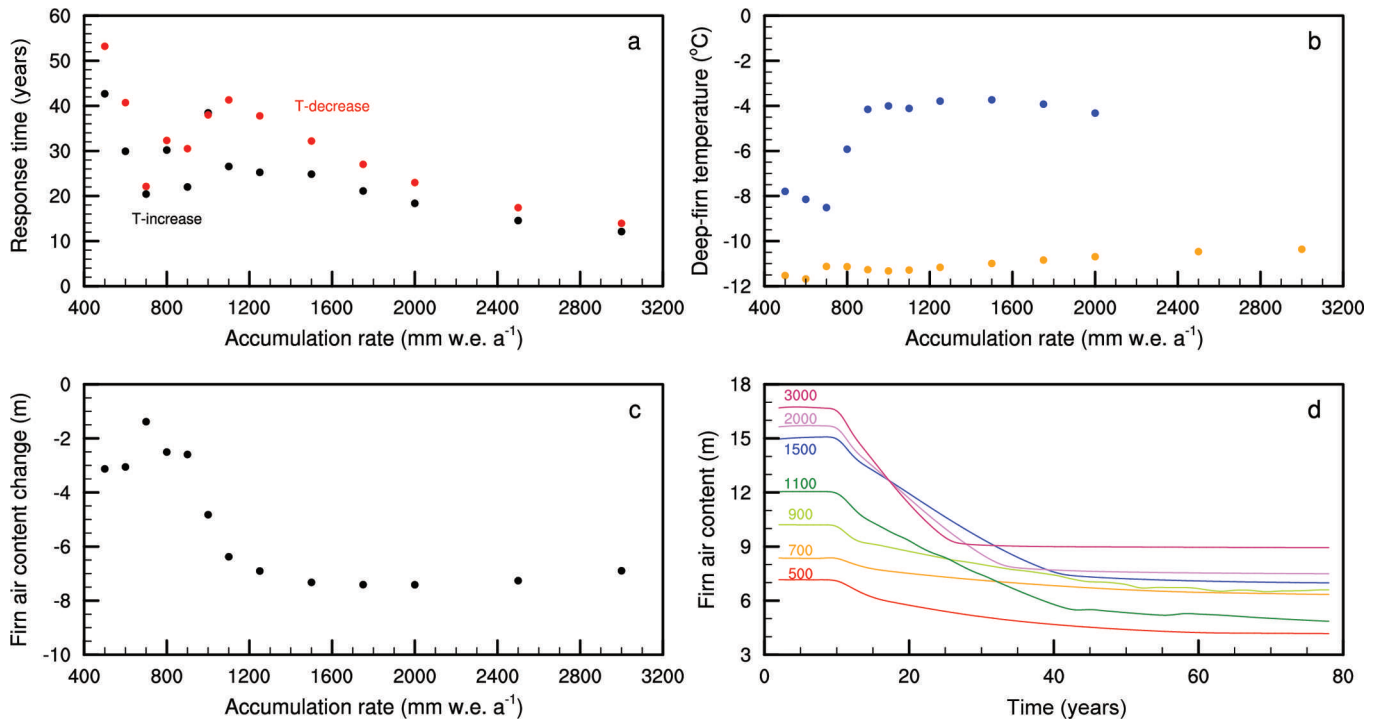 60
50
40
30
20
10
0
Response time (years)
a
T-decrease
T-increase
400 800 1200 1600 2000 2400 2800 3200
Accumulation rate (mm w.e. a⁻¹)
0
-2
-4
-6
-8
-10
-12
Deep-firn temperature (°C)
b
400 800 1200 1600 2000 2400 2800 3200
Accumulation rate (mm w.e. a⁻¹)
0
-2
-4
-6
-8
-10
Firn air content change (m)
c
400 800 1200 1600 2000 2400 2800 3200
Accumulation rate (mm w.e. a⁻¹)
18
15
12
9
6
3
Firn air content (m)
d
3000
2000
1500
1100
900
700
500
0 20 40 60 80
Time (years)